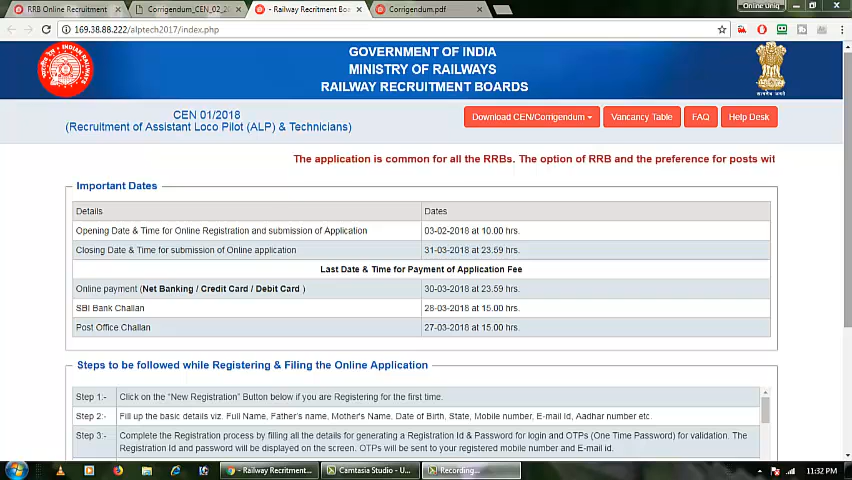 RRB Online Recruitment
Corrigendum_CEN_02_2
- Railway Recritment Boa
Corrigendum.pdf
Online Uniq
169.38.88.222/alptech2017/index.php
GOVERNMENT OF INDIA
MINISTRY OF RAILWAYS
RAILWAY RECRUITMENT BOARDS
CEN 01/2018
(Recruitment of Assistant Loco Pilot (ALP) & Technicians)
Download CEN/Corrigendum
Vancancy Table
FAQ
Help Desk
The application is common for all the RRBs. The option of RRB and the preference for posts wit
Important Dates
Details Dates
Opening Date & Time for Online Registration and submission of Application 03-02-2018 at 10.00 hrs.
Closing Date & Time for submission of Online application 31-03-2018 at 23.59 hrs.
Last Date & Time for Payment of Application Fee
Online payment (Net Banking / Credit Card / Debit Card ) 30-03-2018 at 23.59 hrs.
SBI Bank Challan 28-03-2018 at 15.00 hrs.
Post Office Challan 27-03-2018 at 15.00 hrs.
Steps to be followed while Registering & Filing the Online Application
Step 1:- Click on the "New Registration" Button below if you are Registering for the first time.
Step 2:- Fill up the basic details viz. Full Name, Father's name, Mother's Name, Date of Birth, State, Mobile number, E-mail Id, Aadhar number etc.
Step 3:- Complete the Registration process by filling all the details for generating a Registration Id & Password for login and OTPs (One Time Password) for validation. The
Registration Id and password will be displayed on the screen. OTPs will be sent to your registered mobile number and E-mail id.
- Railway Recritment...
Camtasia Studio - U...
Recording...
11:32 PM